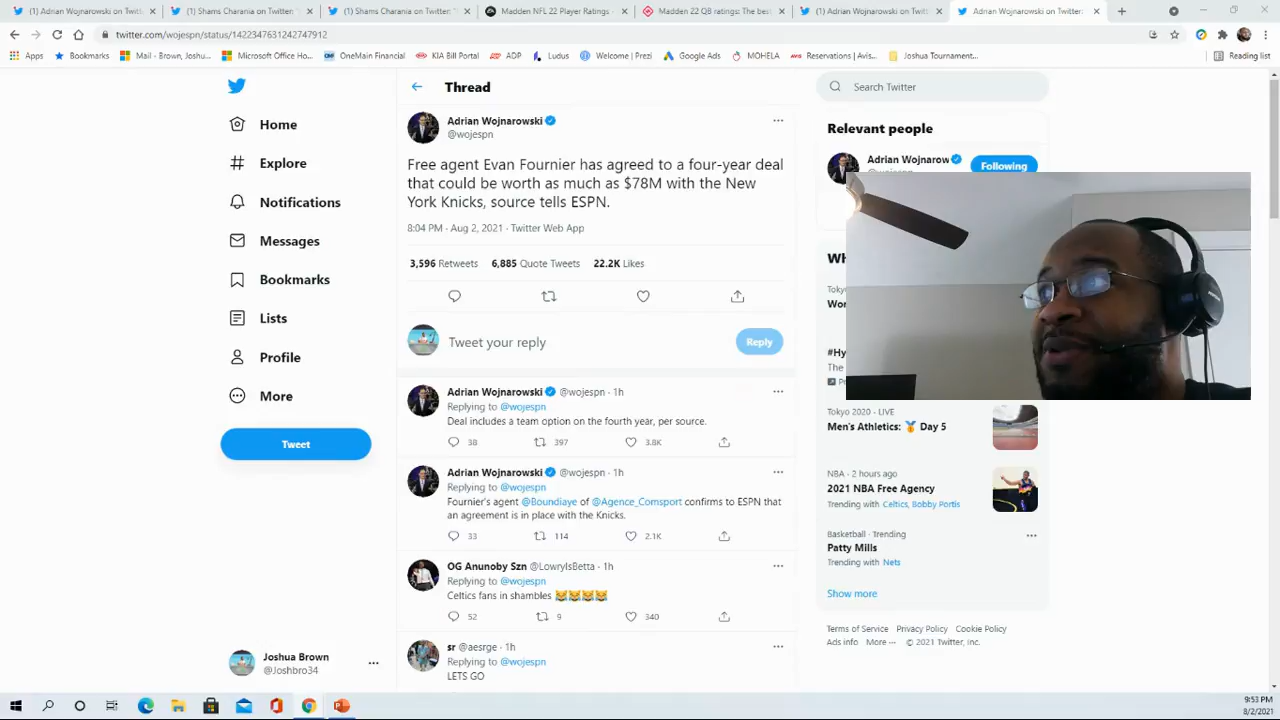 (1) Adrian Wojnarowski on Twitter
(1) Shams Charania on Twitter
(1) Shams Charania on Twitter: "
Madden NFL 22 Player Ratings -
Madden 22 QB ratings: The bes
(1) Adrian Wojnarowski on Twitt
Adrian Wojnarowski on Twitter:
twitter.com/wojespn/status/1422347631242747912
Apps
Bookmarks
Mail - Brown, Joshu...
Microsoft Office Ho...
OneMain Financial
KIA Bill Portal
ADP
Ludus
Welcome | Prezi
Google Ads
MOHELA
Reservations | Avis...
Joshua Tournament...
Reading list
Home
Explore
Notifications
Messages
Bookmarks
Lists
Profile
More
Tweet
Joshua Brown
@Joshbro34
Thread
Adrian Wojnarowski
@wojespn
Free agent Evan Fournier has agreed to a four-year deal
that could be worth as much as $78M with the New
York Knicks, source tells ESPN.
8:04 PM · Aug 2, 2021 · Twitter Web App
3,596 Retweets 6,885 Quote Tweets 22.2K Likes
Tweet your reply
Reply
Adrian Wojnarowski @wojespn · 1h
Replying to @wojespn
Deal includes a team option on the fourth year, per source.
38 397 3.8K
Adrian Wojnarowski @wojespn · 1h
Replying to @wojespn
Fournier's agent @Boundiaye of @Agence_Comsport confirms to ESPN that
an agreement is in place with the Knicks.
33 114 2.1K
OG Anunoby Szn @LowryIsBetta · 1h
Replying to @wojespn
Celtics fans in shambles 😹😹😹😹
52 9 340
sr @aesrge · 1h
Replying to @wojespn
LETS GO
Search Twitter
Relevant people
Adrian Wojnarow
Following
Wh
Tokyo
Wor
#Hy
The
Tokyo 2020 · LIVE
Men's Athletics: 🏅 Day 5
NBA · 2 hours ago
2021 NBA Free Agency
Trending with Celtics, Bobby Portis
Basketball · Trending
Patty Mills
Trending with Nets
Show more
Terms of Service Privacy Policy Cookie Policy
Ads info More ··· © 2021 Twitter, Inc.
9:53 PM
8/2/2021